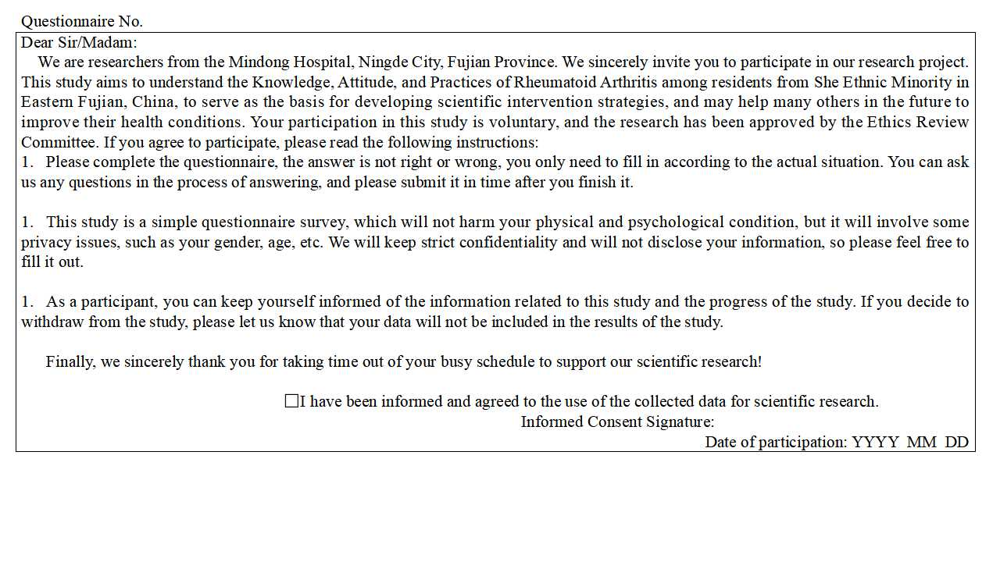 Questionnaire No.
Dear Sir/Madam:
We are researchers from the Mindong Hospital, Ningde City, Fujian Province. We sincerely invite you to participate in our research project.
This study aims to understand the Knowledge, Attitude, and Practices of Rheumatoid Arthritis among residents from She Ethnic Minority in
Eastern Fujian, China, to serve as the basis for developing scientific intervention strategies, and may help many others in the future to
improve their health conditions. Your participation in this study is voluntary, and the research has been approved by the Ethics Review
Committee. If you agree to participate, please read the following instructions:
1. Please complete the questionnaire, the answer is not right or wrong, you only need to fill in according to the actual situation. You can ask
us any questions in the process of answering, and please submit it in time after you finish it.
1. This study is a simple questionnaire survey, which will not harm your physical and psychological condition, but it will involve some
privacy issues, such as your gender, age, etc. We will keep strict confidentiality and will not disclose your information, so please feel free to
fill it out.
1. As a participant, you can keep yourself informed of the information related to this study and the progress of the study. If you decide to
withdraw from the study, please let us know that your data will not be included in the results of the study.
Finally, we sincerely thank you for taking time out of your busy schedule to support our scientific research!
☐I have been informed and agreed to the use of the collected data for scientific research.
Informed Consent Signature:
Date of participation: YYYY MM DD